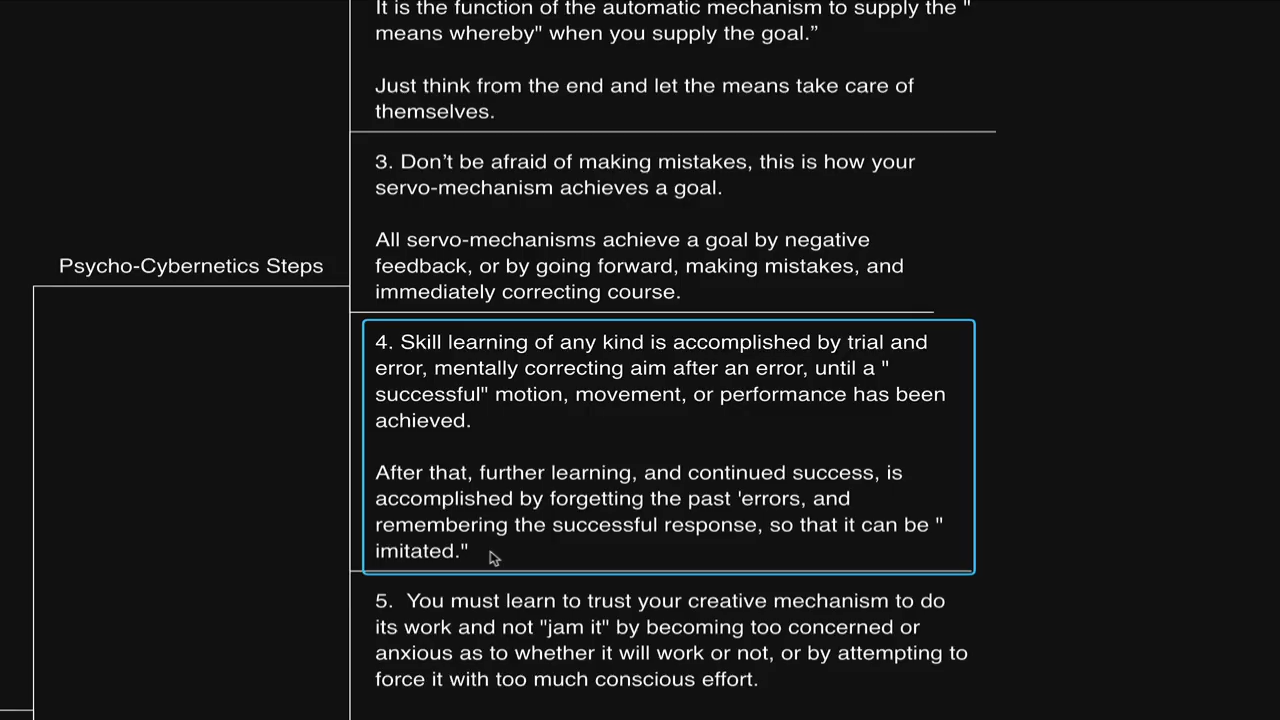 It is the function of the automatic mechanism to supply the "
means whereby" when you supply the goal.”
Just think from the end and let the means take care of
themselves.
3. Don’t be afraid of making mistakes, this is how your
servo-mechanism achieves a goal.
All servo-mechanisms achieve a goal by negative
feedback, or by going forward, making mistakes, and
immediately correcting course.
Psycho-Cybernetics Steps
4. Skill learning of any kind is accomplished by trial and
error, mentally correcting aim after an error, until a "
successful" motion, movement, or performance has been
achieved.
After that, further learning, and continued success, is
accomplished by forgetting the past 'errors, and
remembering the successful response, so that it can be "
imitated."
5.  You must learn to trust your creative mechanism to do
its work and not "jam it" by becoming too concerned or
anxious as to whether it will work or not, or by attempting to
force it with too much conscious effort.